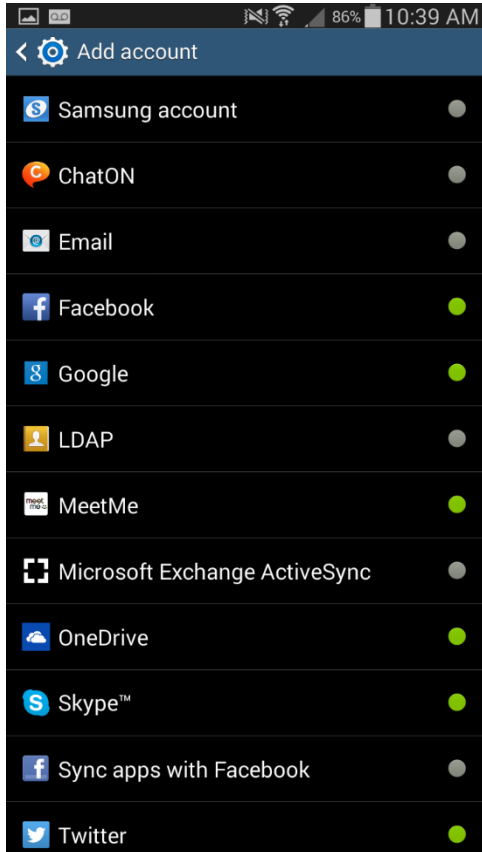 86% 10:39 AM
Add account
Samsung account
ChatON
Email
Facebook
Google
LDAP
MeetMe
Microsoft Exchange ActiveSync
OneDrive
Skype™
Sync apps with Facebook
Twitter